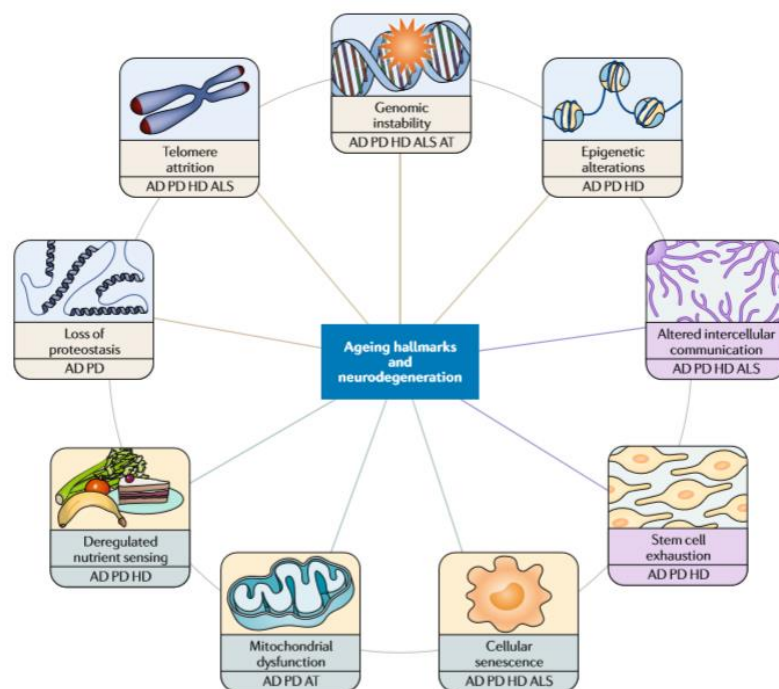 Genomic
instability
AD PD HD ALS AT
Telomere
attrition
AD PD HD ALS
Epigenetic
alterations
AD PD HD
Loss of
proteostasis
AD PD
Ageing hallmarks
and
neurodegeneration
Altered intercellular
communication
AD PD HD ALS
Deregulated
nutrient sensing
AD PD HD
Stem cell
exhaustion
AD PD HD
Mitochondrial
dysfunction
AD PD AT
Cellular
senescence
AD PD HD ALS